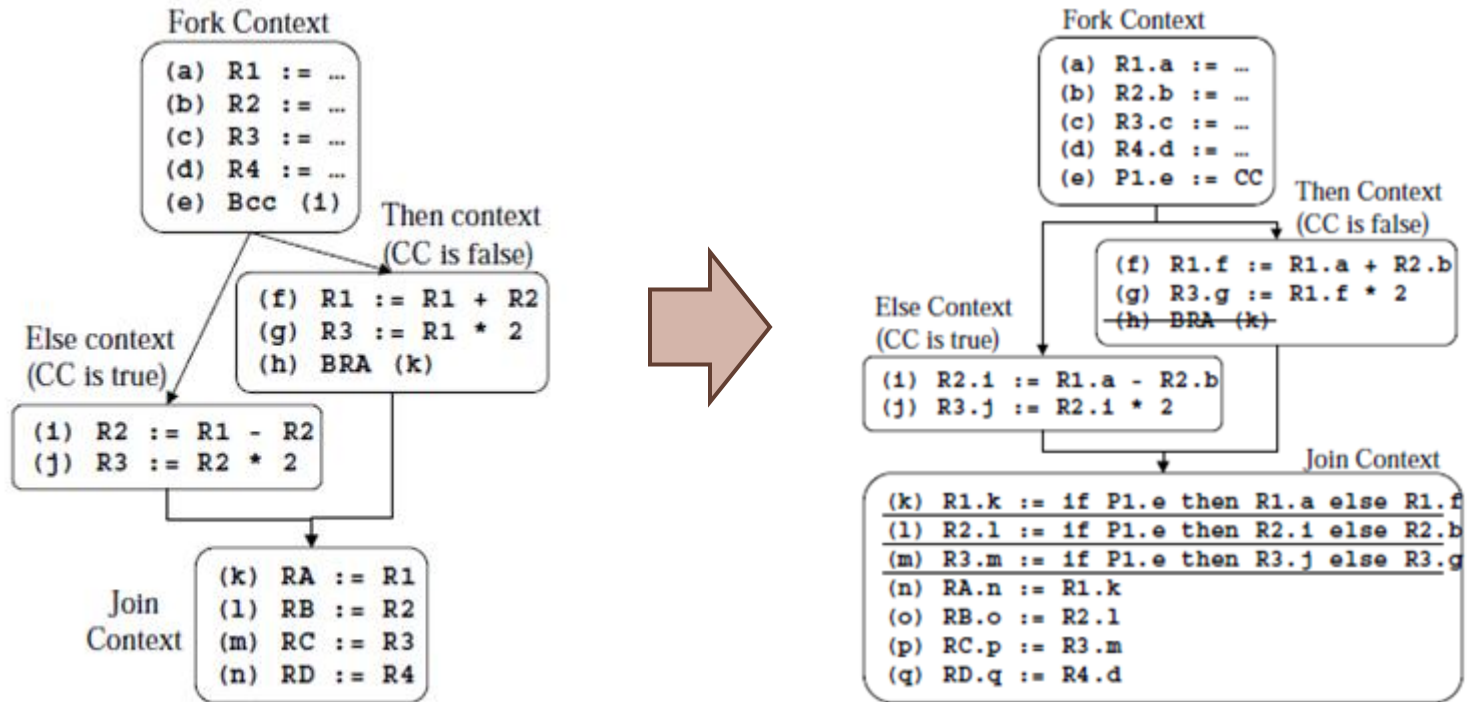 Fork Context
(a) R1 := …
(b) R2 := …
(c) R3 := …
(d) R4 := …
(e) Bcc (i)
Then context
(CC is false)
(f) R1 := R1 + R2
(g) R3 := R1 * 2
(h) BRA (k)
Else context
(CC is true)
(i) R2 := R1 - R2
(j) R3 := R2 * 2
Join
Context
(k) RA := R1
(l) RB := R2
(m) RC := R3
(n) RD := R4
Fork Context
(a) R1.a := …
(b) R2.b := …
(c) R3.c := …
(d) R4.d := …
(e) P1.e := CC
Then Context
(CC is false)
(f) R1.f := R1.a + R2.b
(g) R3.g := R1.f * 2
(h) BRA (k)
Else Context
(CC is true)
(i) R2.i := R1.a - R2.b
(j) R3.j := R2.i * 2
Join Context
(k) R1.k := if P1.e then R1.a else R1.f
(l) R2.l := if P1.e then R2.i else R2.b
(m) R3.m := if P1.e then R3.j else R3.g
(n) RA.n := R1.k
(o) RB.o := R2.l
(p) RC.p := R3.m
(q) RD.q := R4.d